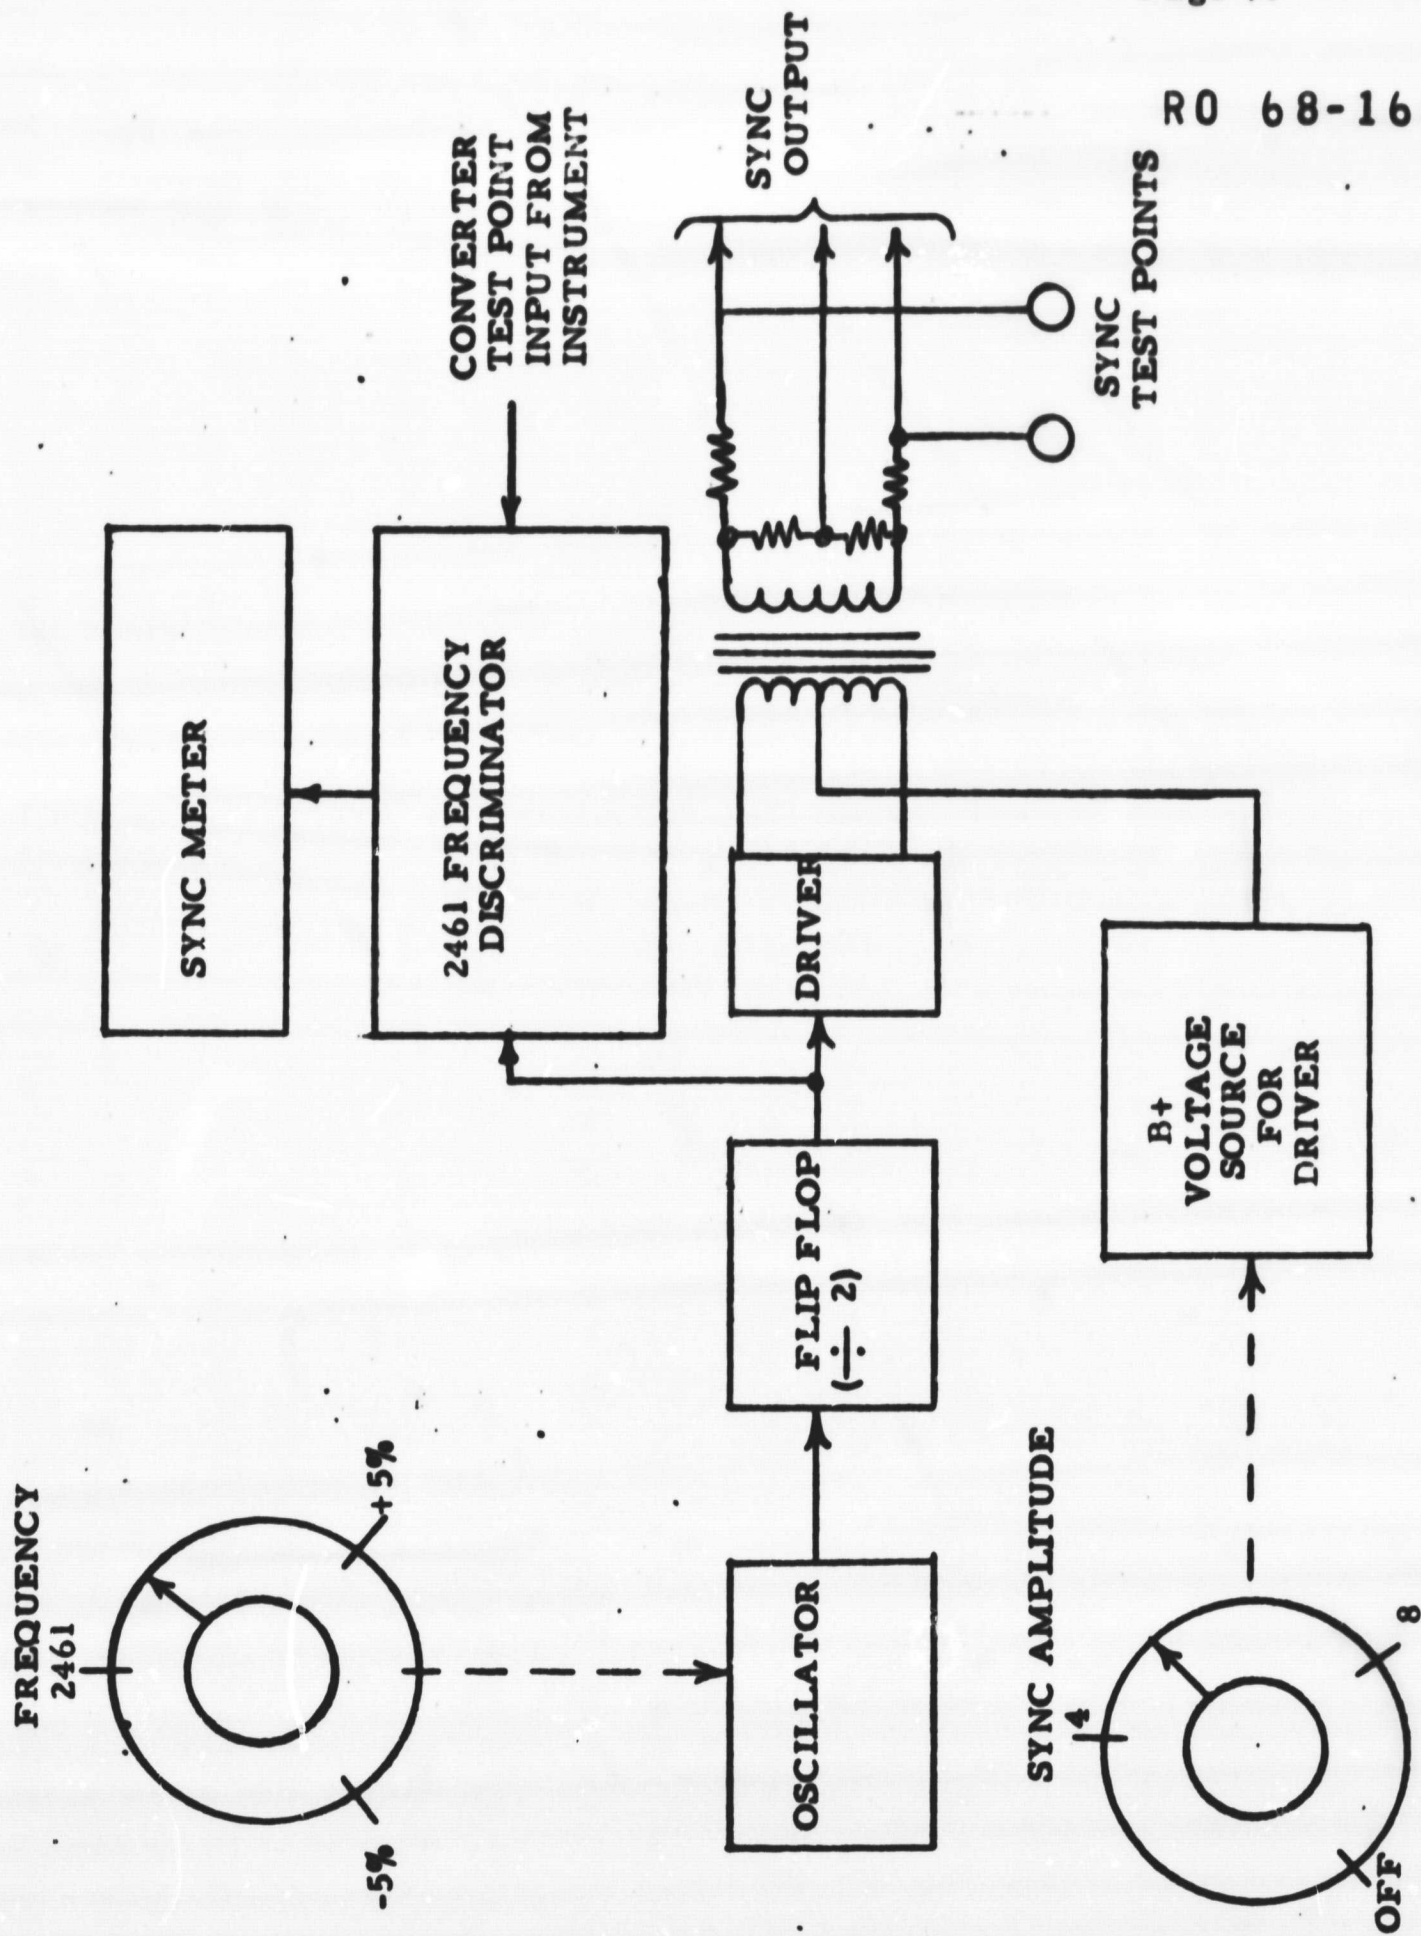 RO 68-16
FREQUENCY
2461
-5%
+5%
SYNC METER
2461 FREQUENCY
DISCRIMINATOR
CONVERTER
TEST POINT
INPUT FROM
INSTRUMENT
OSCILLATOR
FLIP FLOP
(÷ 2)
DRIVER
SYNC
OUTPUT
SYNC
TEST POINTS
SYNC AMPLITUDE
4
OFF
8
B+
VOLTAGE
SOURCE
FOR
DRIVER